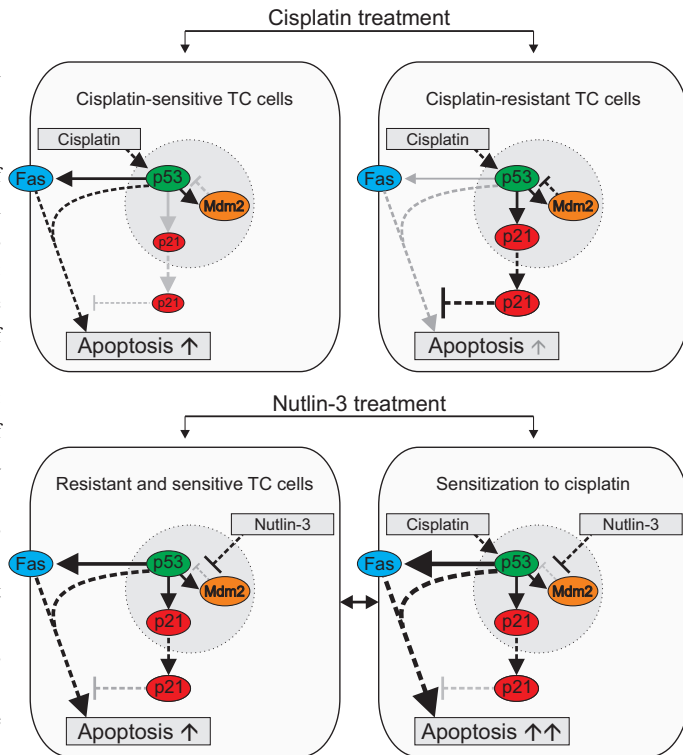 Cisplatin treatment
Cisplatin-sensitive TC cells
Cisplatin
Fas
p53
Mdm2
p21
p21
Apoptosis ↑
Cisplatin-resistant TC cells
Cisplatin
Fas
p53
Mdm2
p21
p21
Apoptosis ↑
Nutlin-3 treatment
Resistant and sensitive TC cells
Nutlin-3
Fas
p53
Mdm2
p21
p21
Apoptosis ↑
Sensitization to cisplatin
Cisplatin
Nutlin-3
Fas
p53
Mdm2
p21
p21
Apoptosis ↑↑